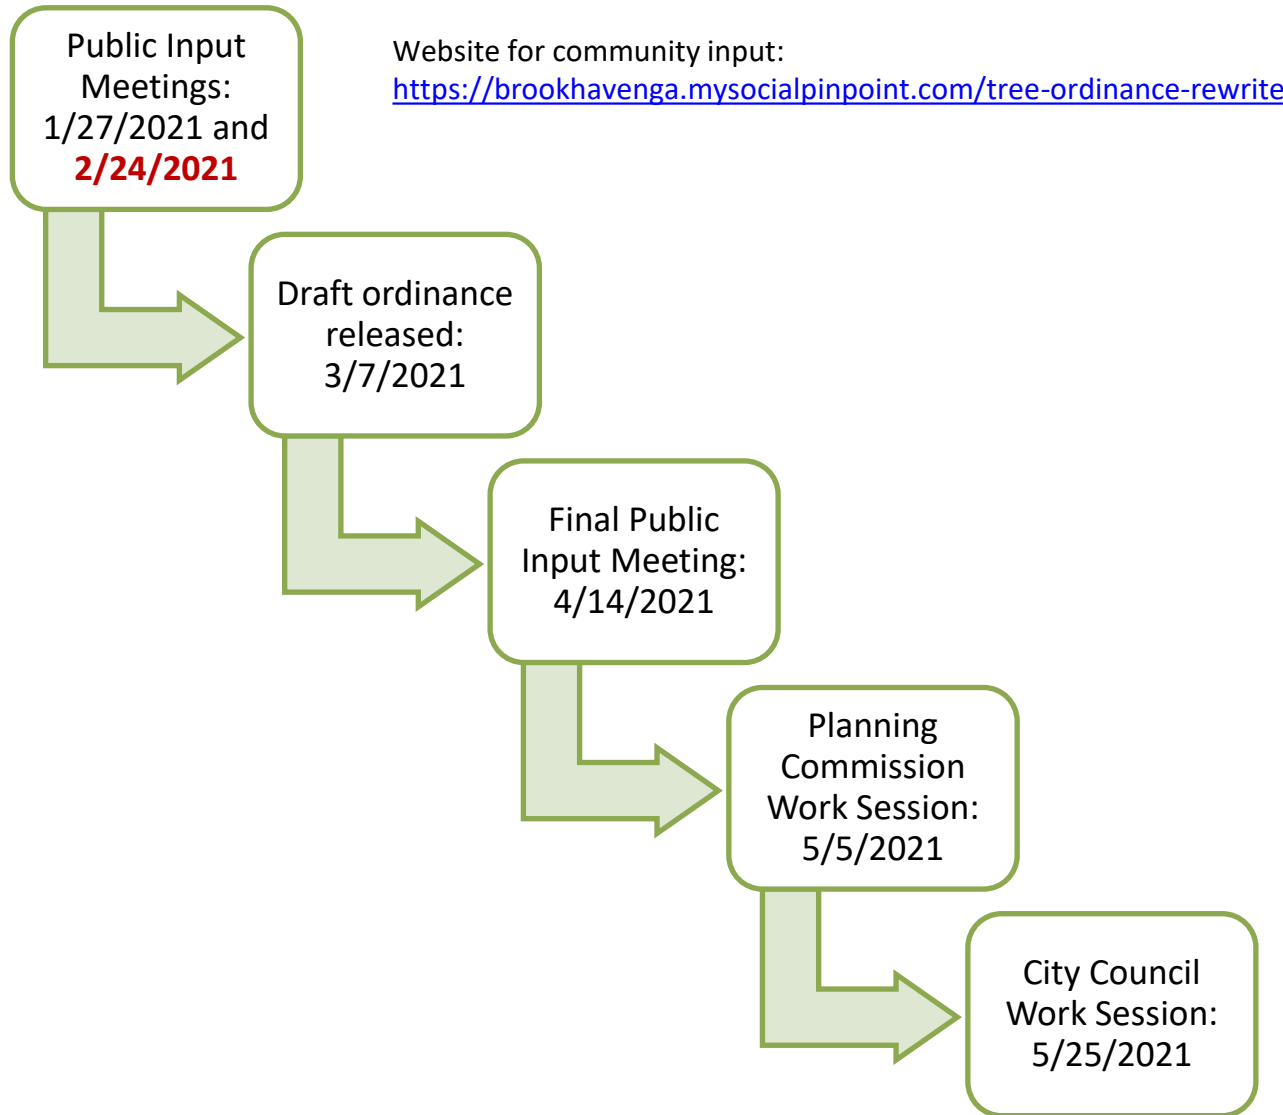 Public Input
Meetings:
1/27/2021 and
2/24/2021
Website for community input:
https://brookhavenga.mysocialpinpoint.com/tree-ordinance-rewrite
Draft ordinance
released:
3/7/2021
Final Public
Input Meeting:
4/14/2021
Planning
Commission
Work Session:
5/5/2021
City Council
Work Session:
5/25/2021